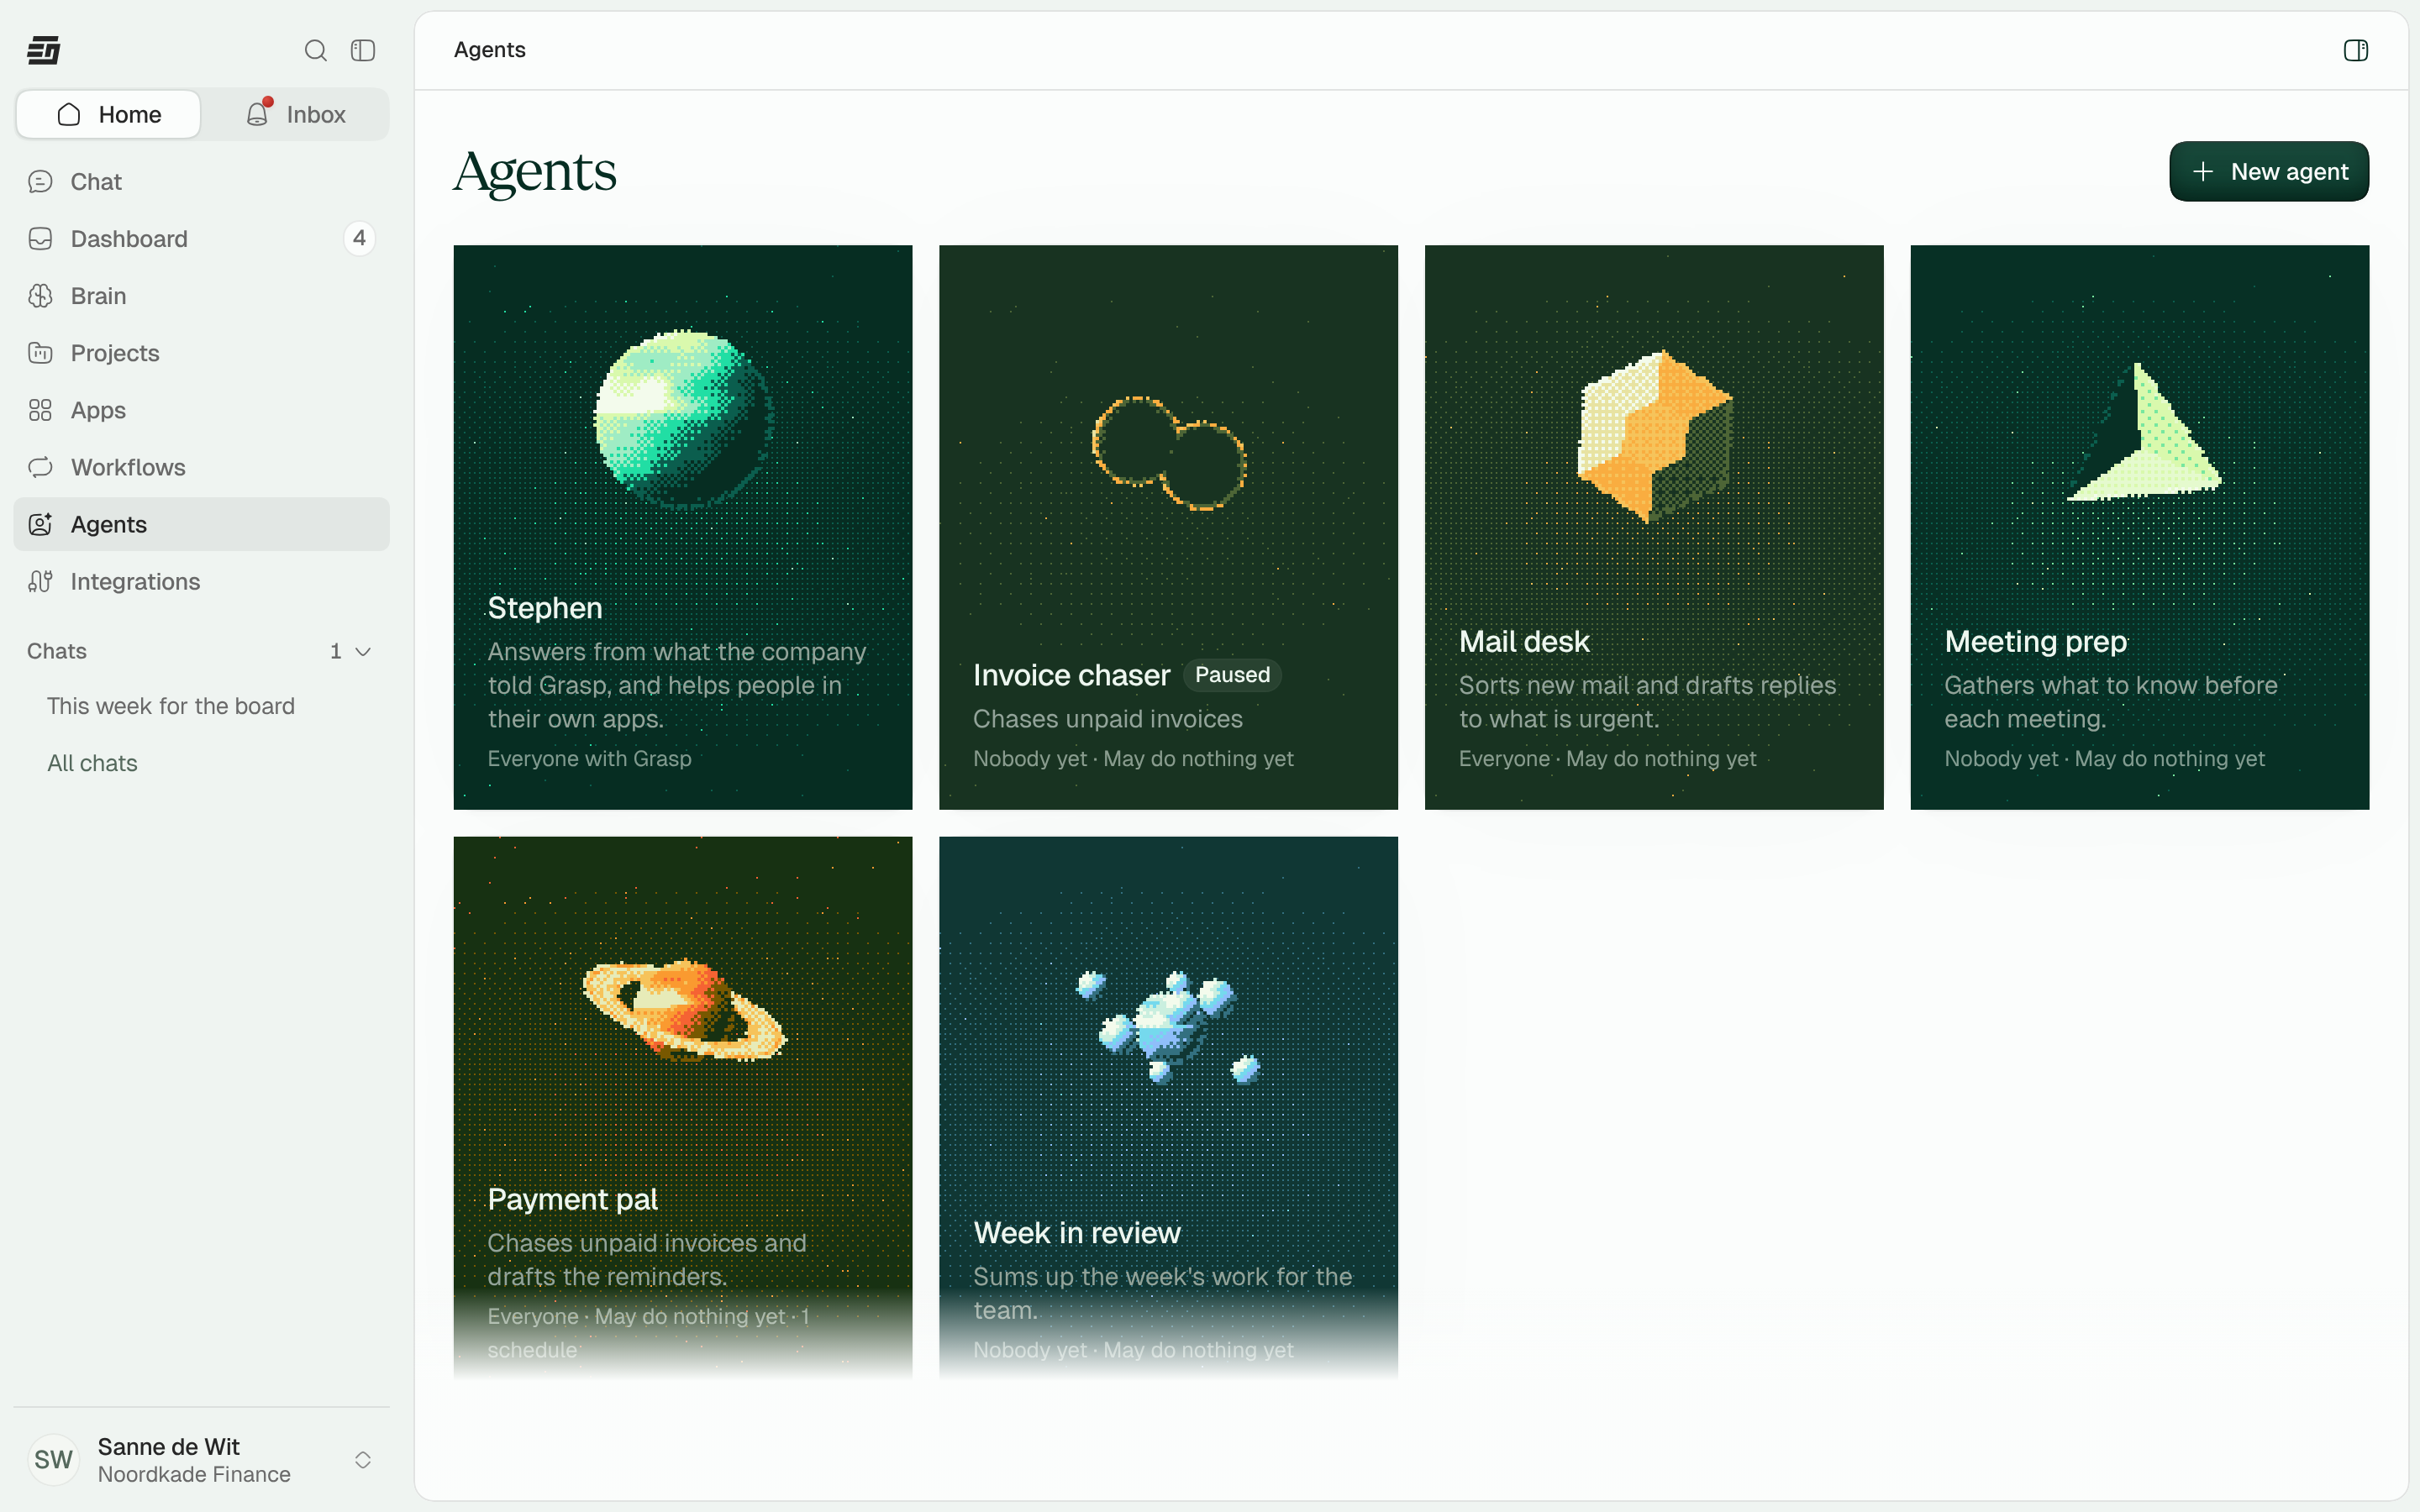 Agents
Home
Inbox
Chat
Dashboard
4
Brain
Projects
Apps
Workflows
Agents
Integrations
Chats
1
This week for the board
All chats
Sanne de Wit
SW
Noordkade Finance
Agents
New agent
Stephen
Answers from what the company
told Grasp, and helps people in
their own apps.
Everyone with Grasp
Invoice chaser
Paused
Chases unpaid invoices
Nobody yet · May do nothing yet
Mail desk
Sorts new mail and drafts replies
to what is urgent.
Everyone · May do nothing yet
Meeting prep
Gathers what to know before
each meeting.
Nobody yet · May do nothing yet
Payment pal
Chases unpaid invoices and
drafts the reminders.
Everyone · May do nothing yet · 1
schedule
Week in review
Sums up the week's work for the
team.
Nobody yet · May do nothing yet